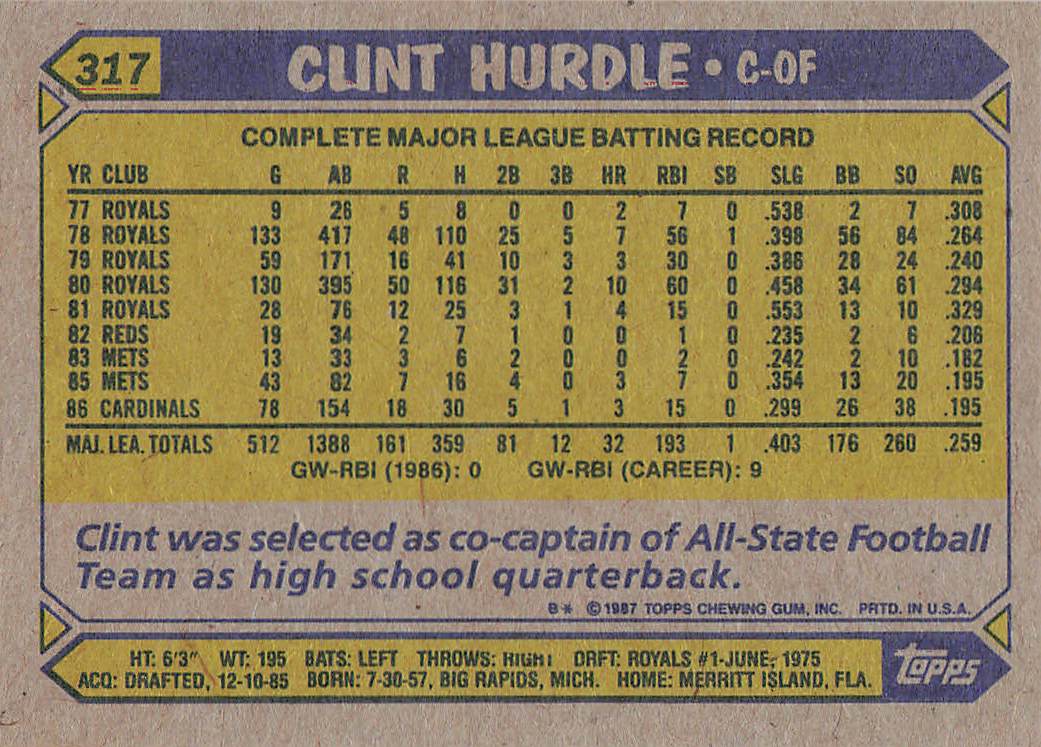 317 CLINT HURDLE • C-OF
COMPLETE MAJOR LEAGUE BATTING RECORD
YR CLUB G AB R H 2B 3B HR RBI SB SLG BB SO AVG
77 ROYALS 9 26 5 8 0 0 2 7 0 .538 2 7 .308
78 ROYALS 133 417 48 110 25 5 7 56 1 .398 56 84 .264
79 ROYALS 59 171 16 41 10 3 3 30 0 .386 28 24 .240
80 ROYALS 130 395 50 116 31 2 10 60 0 .458 34 61 .294
81 ROYALS 28 76 12 25 3 1 4 15 0 .553 13 10 .329
82 REDS 19 34 2 7 1 0 0 1 0 .235 2 6 .206
83 METS 13 33 3 6 2 0 0 2 0 .242 2 10 .182
85 METS 43 82 7 16 4 0 3 7 0 .354 13 20 .195
86 CARDINALS 78 154 18 30 5 1 3 15 0 .299 26 38 .195
MAJ. LEA. TOTALS 512 1388 161 359 81 12 32 193 1 .403 176 260 .259
GW-RBI (1986): 0 GW-RBI (CAREER): 9
Clint was selected as co-captain of All-State Football
Team as high school quarterback.
B* ©1987 TOPPS CHEWING GUM, INC. PRTD. IN U.S.A.
HT: 6'3" WT: 195 BATS: LEFT THROWS: RIGHT DRFT: ROYALS #1-JUNE, 1975
ACQ: DRAFTED, 12-10-85 BORN: 7-30-57, BIG RAPIDS, MICH. HOME: MERRITT ISLAND, FLA.
topps